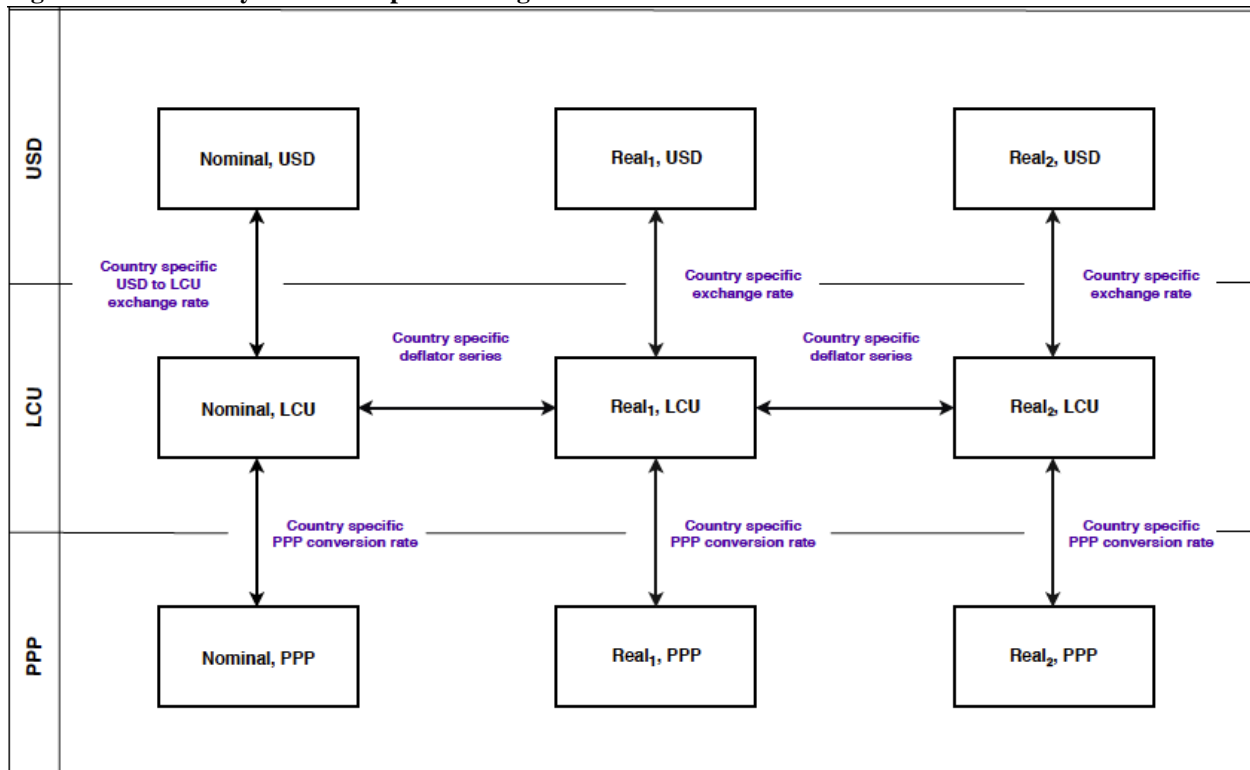 USD
Nominal, USD
Real1, USD
Real2, USD
Country specific
USD to LCU
exchange rate
Country specific
exchange rate
Country specific
exchange rate
LCU
Country specific
deflator series
Country specific
deflator series
Nominal, LCU
Real1, LCU
Real2, LCU
Country specific
PPP conversion rate
Country specific
PPP conversion rate
Country specific
PPP conversion rate
PPP
Nominal, PPP
Real1, PPP
Real2, PPP